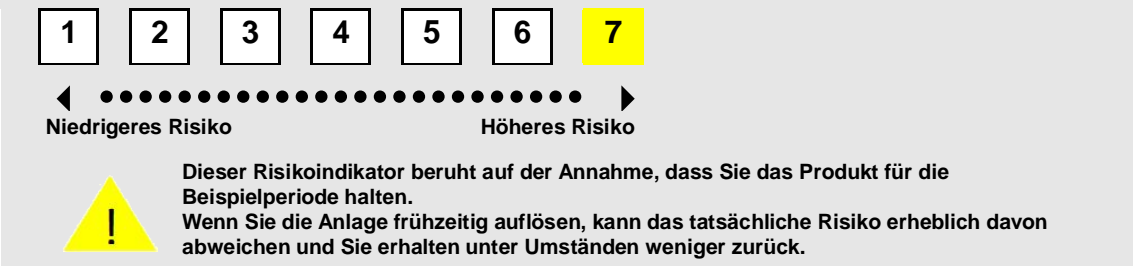 1 2 3 4 5 6 7
Niedrigeres Risiko Höheres Risiko
! Dieser Risikoindikator beruht auf der Annahme, dass Sie das Produkt für die
Beispielperiode halten.
Wenn Sie die Anlage frühzeitig auflösen, kann das tatsächliche Risiko erheblich davon
abweichen und Sie erhalten unter Umständen weniger zurück.